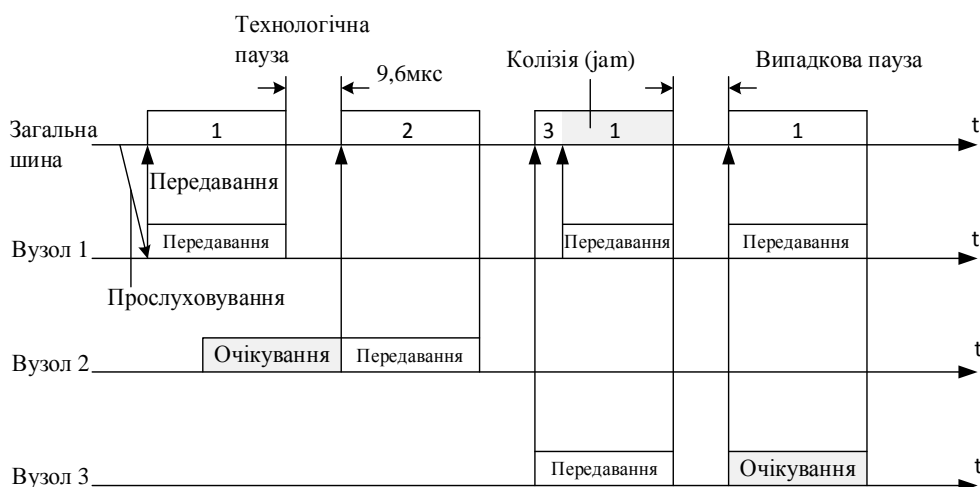 Технологічна
пауза
9,6мкс
Колізія (jam)
Випадкова пауза
Загальна
шина
1
2
3
1
1
t
Передавання
Вузол 1
Передавання
Передавання
Передавання
t
Прослуховування
Вузол 2
Очікування
Передавання
t
Вузол 3
Передавання
Очікування
t